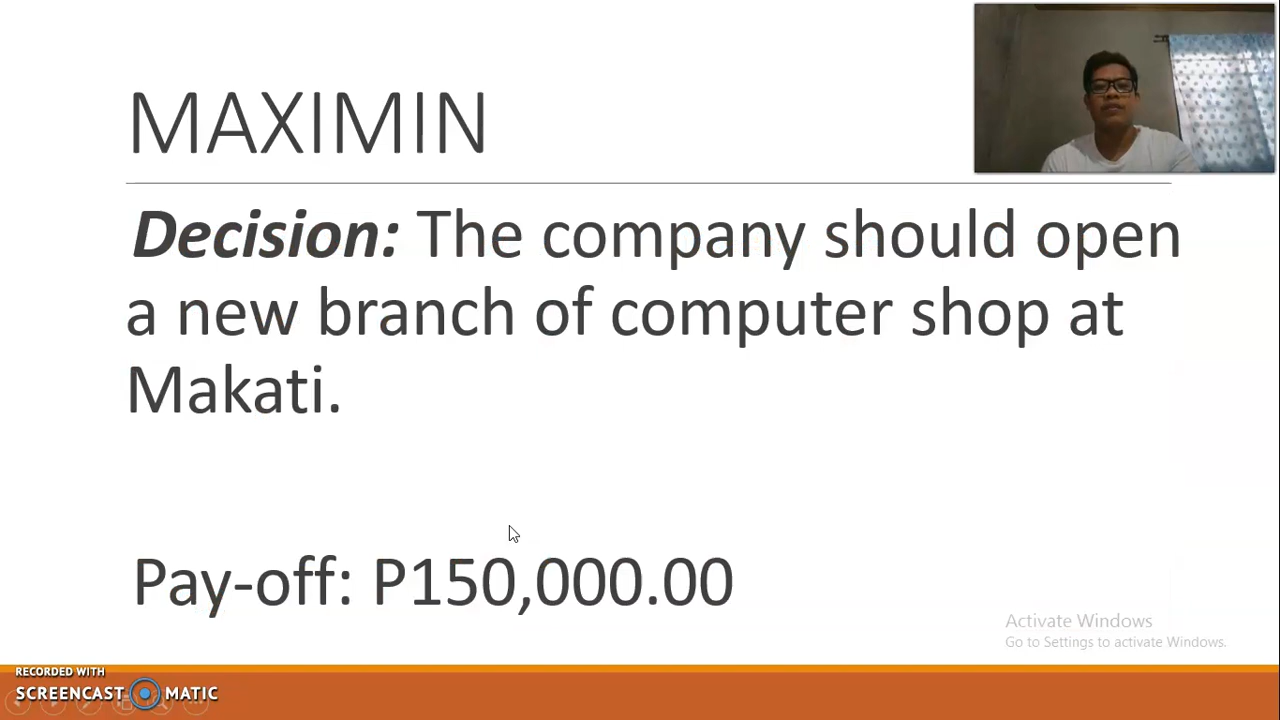 MAXIMIN
Decision: The company should open
a new branch of computer shop at
Makati.
Pay-off: P150,000.00
Activate Windows
Go to Settings to activate Windows.
RECORDED WITH
SCREENCAST MATIC